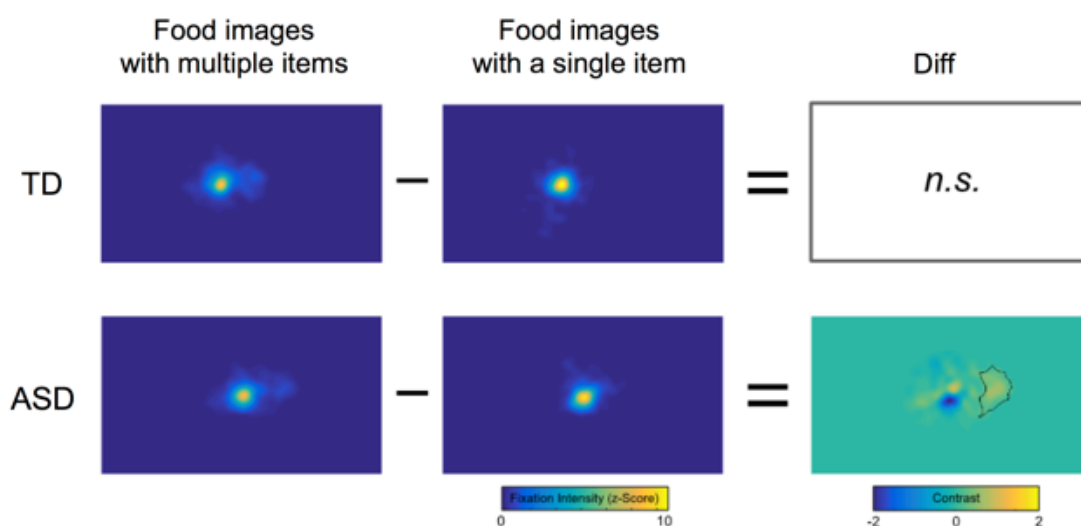 Food images
with multiple items
Food images
with a single item
Diff
TD
–
=
n.s.
ASD
–
=
Fixation Intensity (z-Score)
0 10
Contrast
-2 0 2